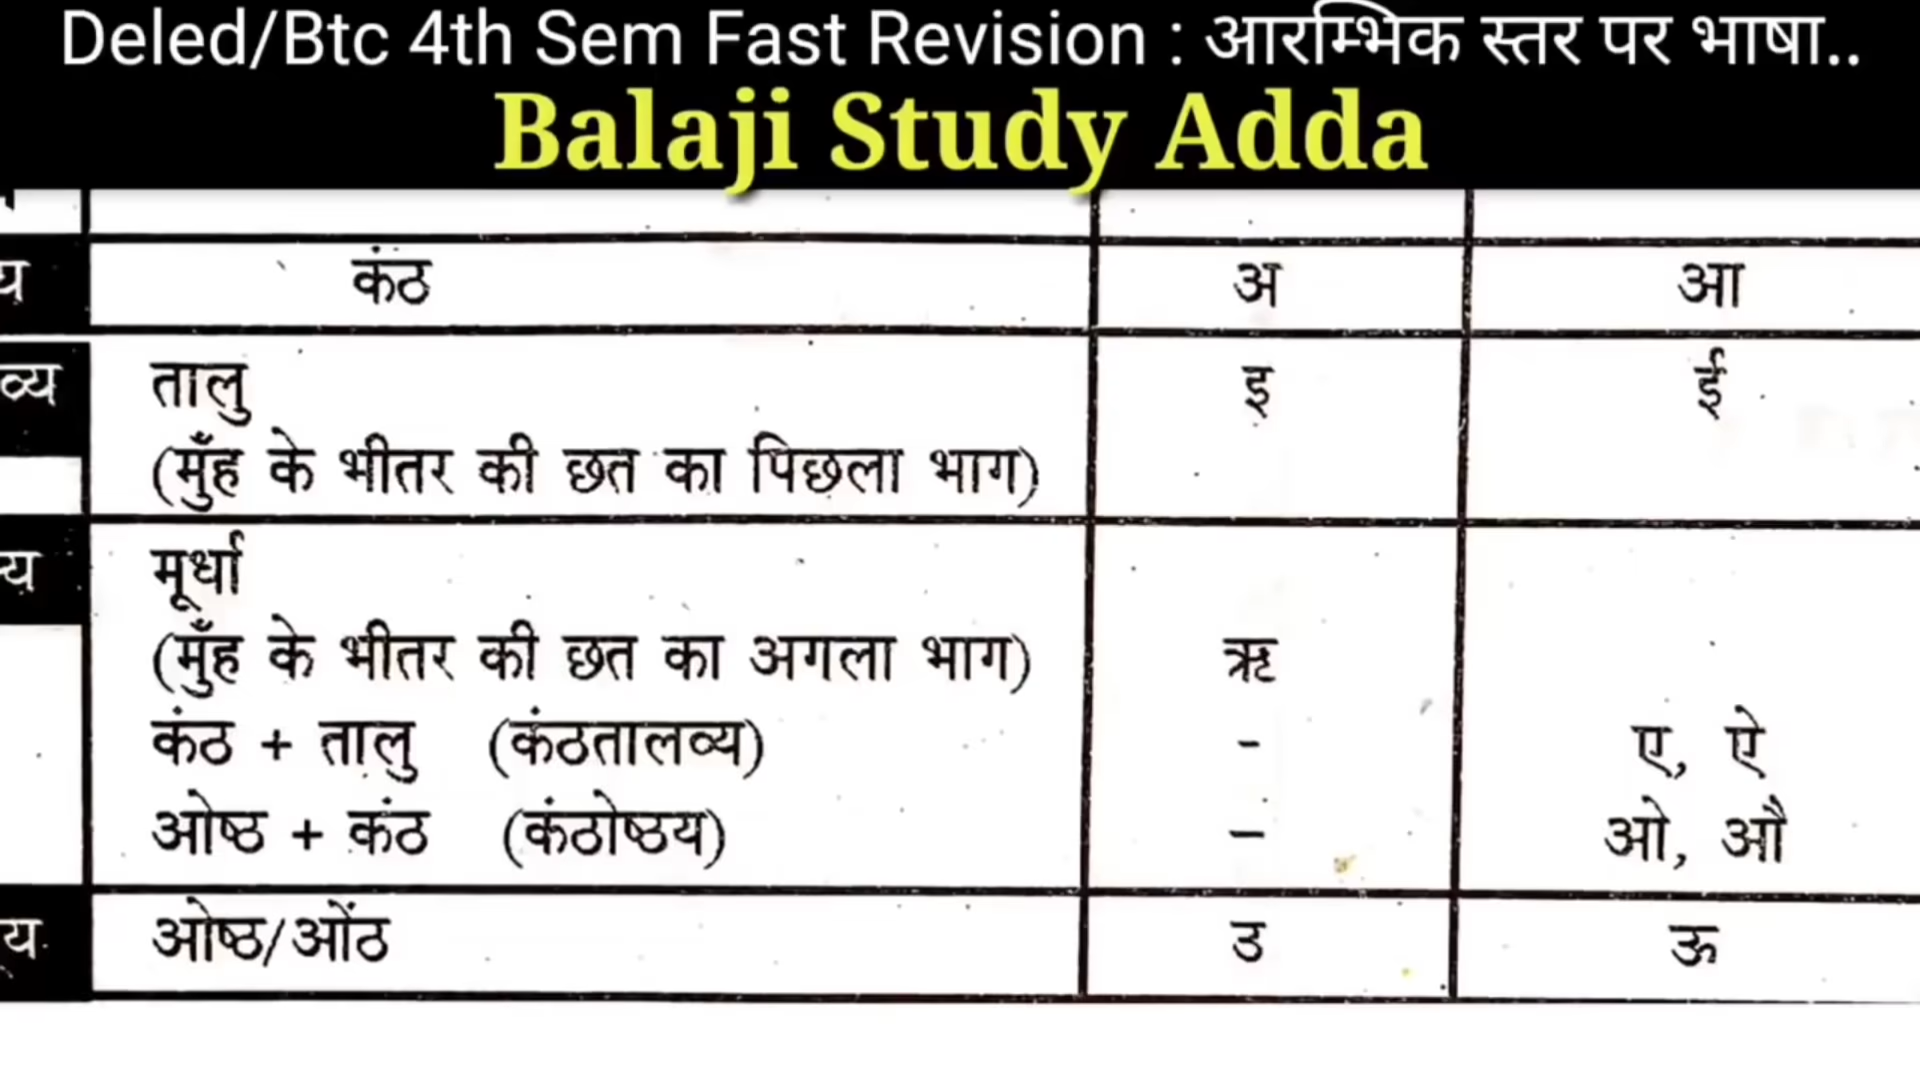 Deled/Btc 4th Sem Fast Revision : आरम्भिक स्तर पर भाषा..
Balaji Study Adda
य कंठ अ आ
व्य तालु इ ई
(मुँह के भीतर की छत का पिछला भाग)
य मूर्धा
(मुँह के भीतर की छत का अगला भाग) ऋ
कंठ + तालु (कंठतालव्य) - ए, ऐ
ओष्ठ + कंठ (कंठोष्ठय) – ओ, औ
य ओष्ठ/ओंठ उ ऊ